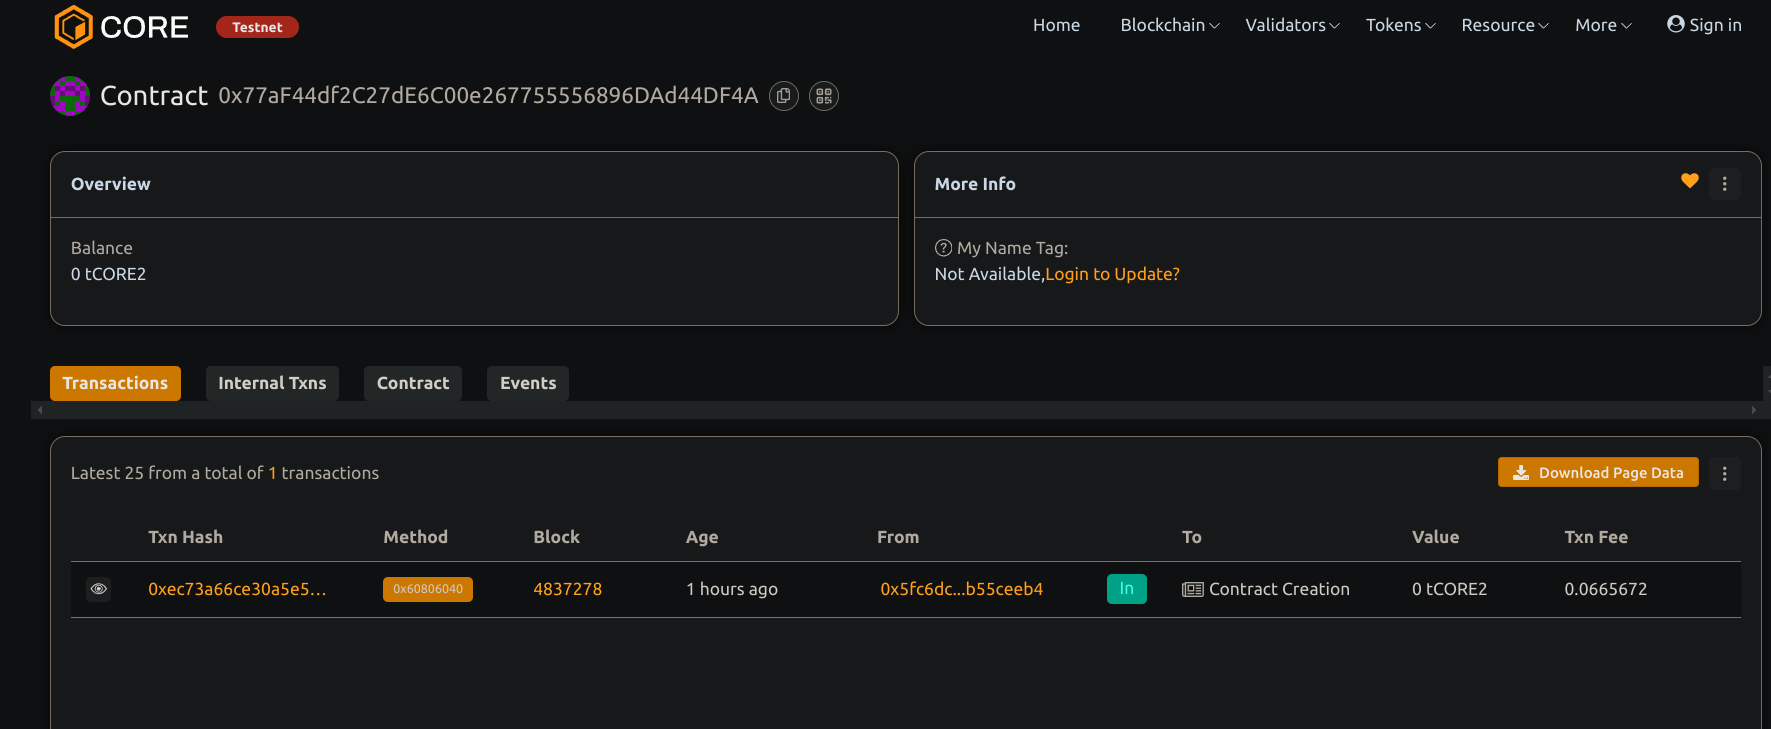 CORE Testnet Home Blockchain Validators Tokens Resource More Sign in
Contract 0x77aF44df2C27dE6C00e267755556896DAd44DF4A
Overview
More Info
Balance
0 tCORE2
My Name Tag:
Not Available,Login to Update?
Transactions Internal Txns Contract Events
Latest 25 from a total of 1 transactions
Download Page Data
Txn Hash Method Block Age From To Value Txn Fee
0xec73a66ce30a5e5... 0x60806040 4837278 1 hours ago 0x5fc6dc...b55ceeb4 In Contract Creation 0 tCORE2 0.0665672